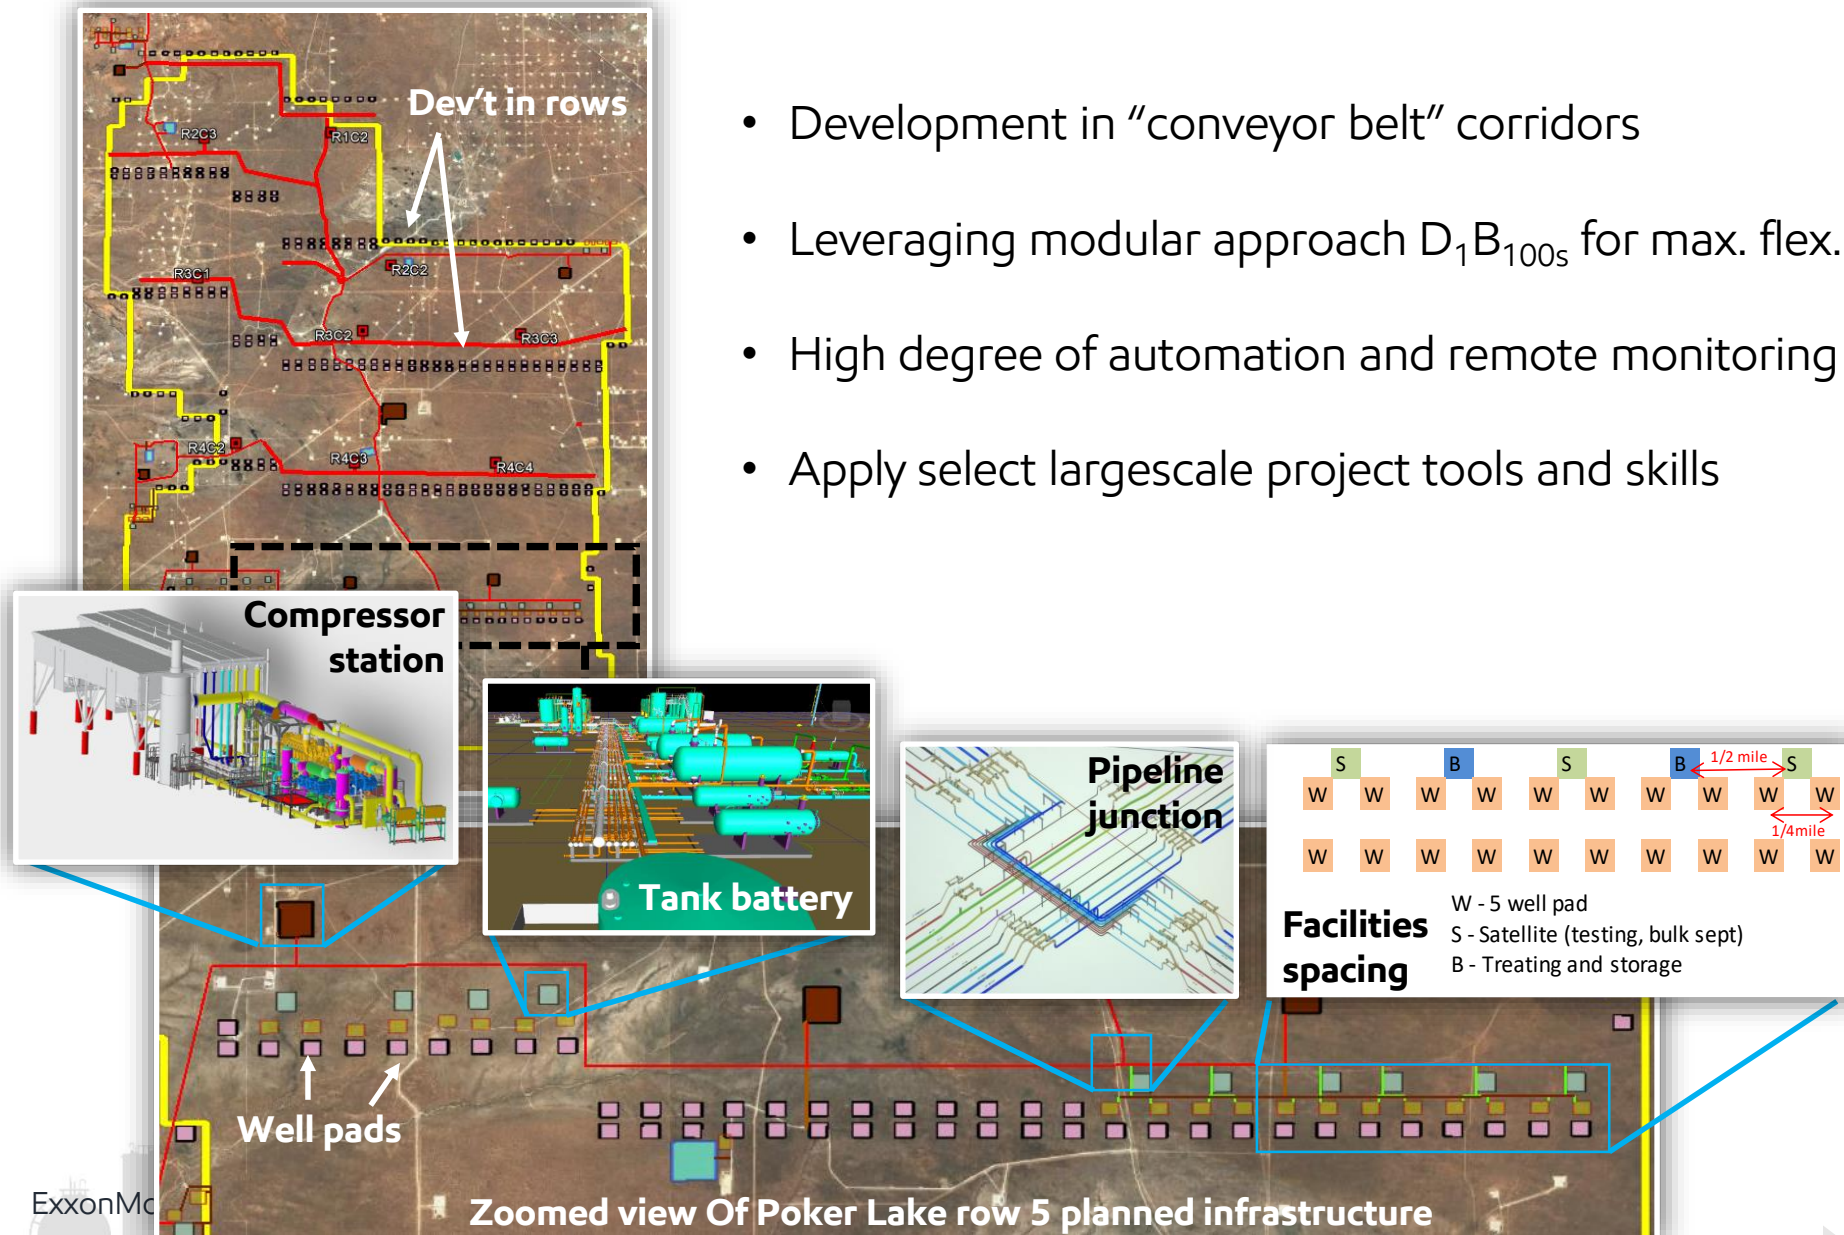 Dev't in rows
R2C3
R1C2
R2C2
R3C1
R3C2
R3C3
R4C2
R4C3
R4C4
• Development in “conveyor belt” corridors
• Leveraging modular approach D₁B₁₀₀ₛ for max. flex.
• High degree of automation and remote monitoring
• Apply select largescale project tools and skills
Compressor
station
Tank battery
Pipeline
junction
S B S B 1/2 mile S
W W W W W W W W W W
1/4mile
W W W W W W W W W W
Facilities
spacing
W - 5 well pad
S - Satellite (testing, bulk sept)
B - Treating and storage
Well pads
Zoomed view Of Poker Lake row 5 planned infrastructure